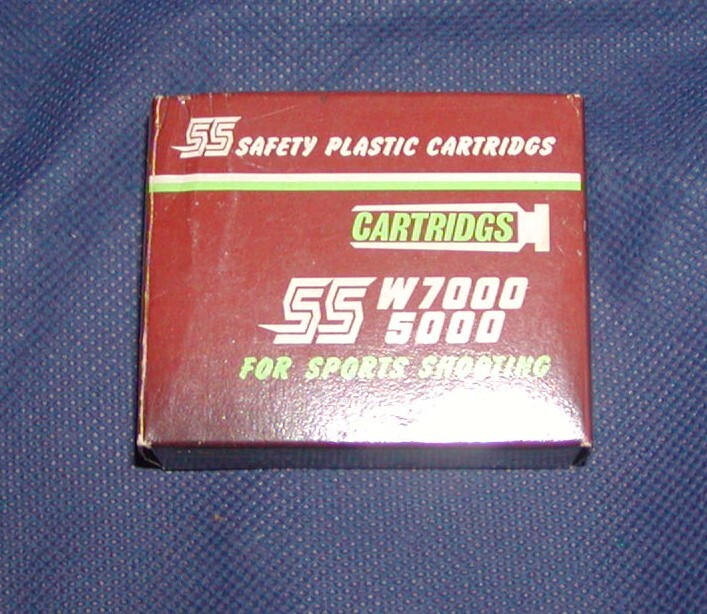 SS SAFETY PLASTIC CARTRIDGS
CARTRIDGS
SS W7000
5000
FOR SPORTS SHOOTING